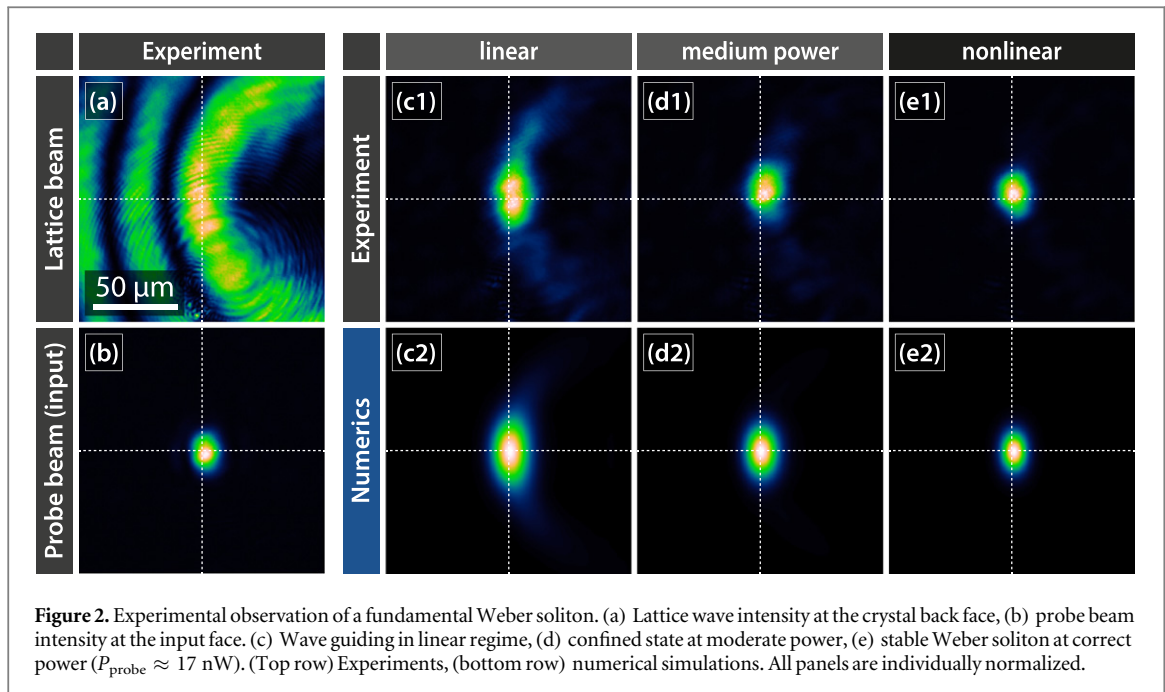 Experiment
linear
medium power
nonlinear
Lattice beam
(a)
50 μm
Experiment
(c1)
(d1)
(e1)
Probe beam (input)
(b)
Numerics
(c2)
(d2)
(e2)
Figure 2. Experimental observation of a fundamental Weber soliton. (a) Lattice wave intensity at the crystal back face, (b) probe beam
intensity at the input face. (c) Wave guiding in linear regime, (d) confined state at moderate power, (e) stable Weber soliton at correct
power (P_probe ≈ 17 nW). (Top row) Experiments, (bottom row) numerical simulations. All panels are individually normalized.